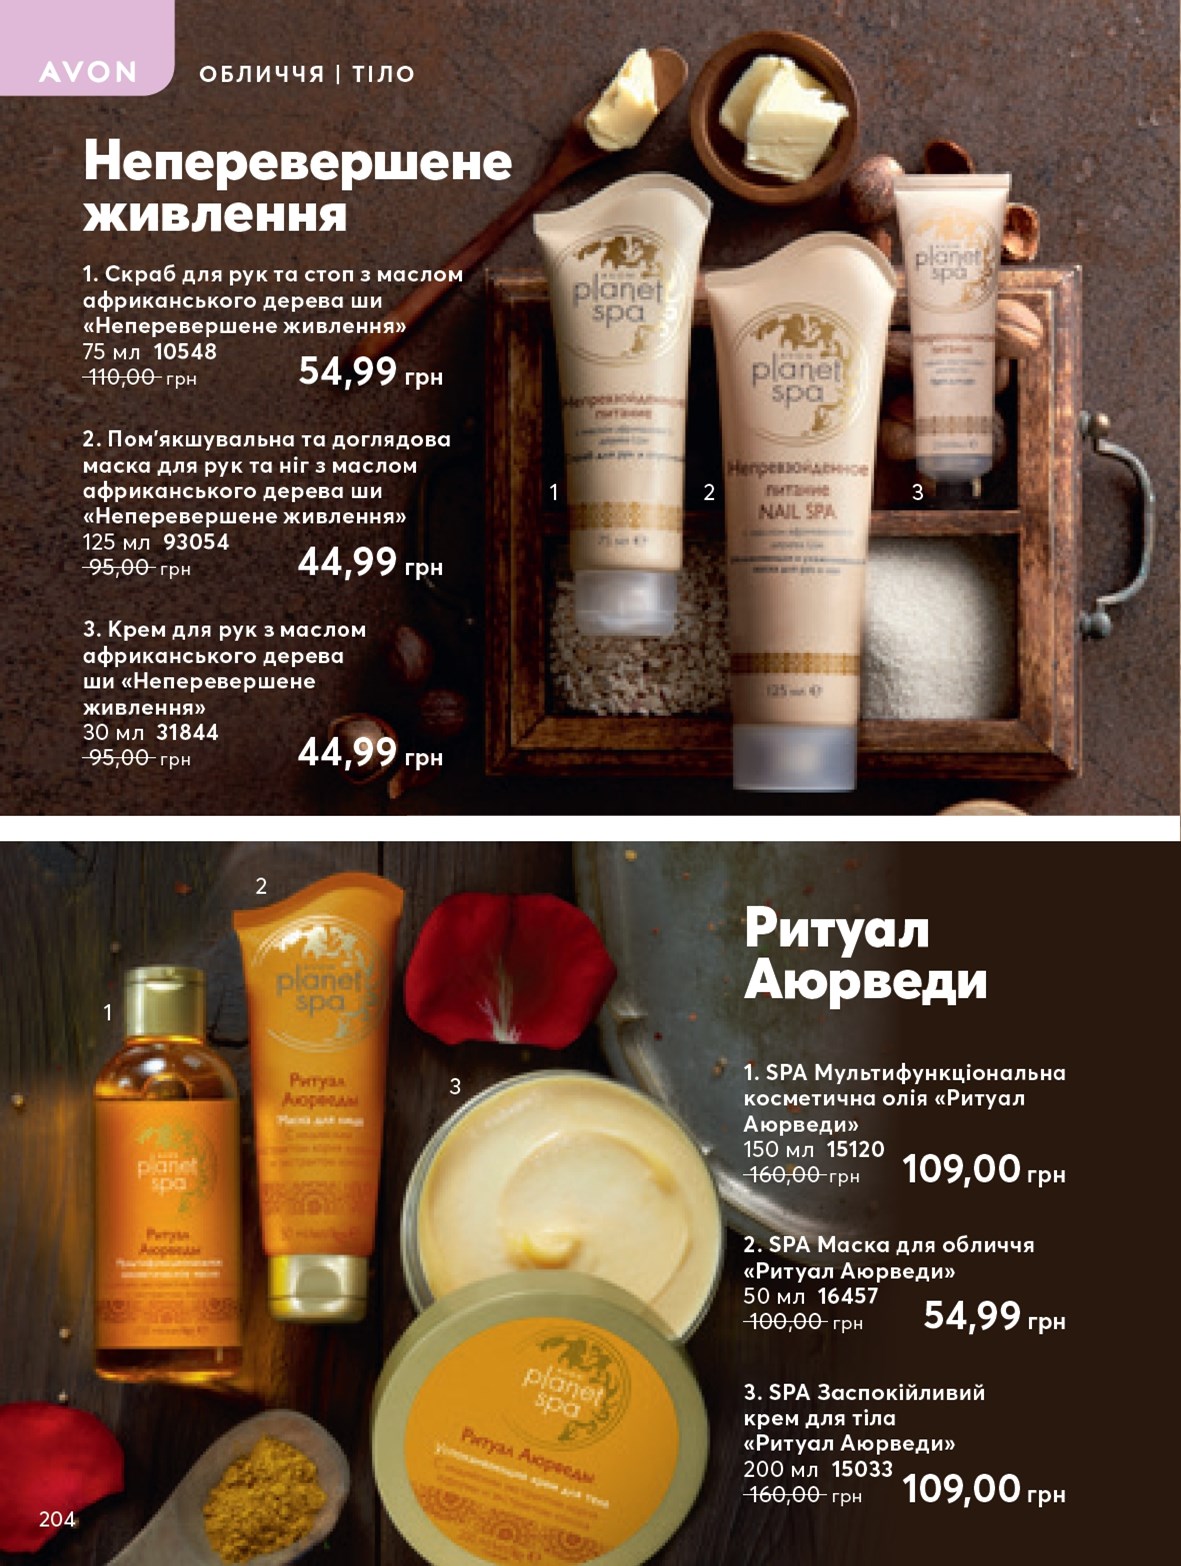 AVON
ОБЛИЧЧЯ | ТІЛО
Неперевершене
живлення
1. Скраб для рук та стоп з маслом
африканського дерева ши
«Неперевершене живлення»
75 мл 10548
110,00 грн 54,99 грн
2. Пом'якшувальна та доглядова
маска для рук та ніг з маслом
африканського дерева ши
«Неперевершене живлення»
125 мл 93054
95,00 грн 44,99 грн
3. Крем для рук з маслом
африканського дерева
ши «Неперевершене
живлення»
30 мл 31844
95,00 грн 44,99 грн
planet
spa
Непревзойденное
питание
75 мл ℮
1
planet
spa
Непревзойденное
питание
NAIL SPA
125 мл ℮
2
planet
spa
3
Ритуал
Аюрведи
1. SPA Мультифункціональна
косметична олія «Ритуал
Аюрведи»
150 мл 15120
160,00 грн 109,00 грн
2. SPA Маска для обличчя
«Ритуал Аюрведи»
50 мл 16457
100,00 грн 54,99 грн
3. SPA Заспокійливий
крем для тіла
«Ритуал Аюрведи»
200 мл 15033
160,00 грн 109,00 грн
1
planet
spa
Ритуал
Аюрведы
2
planet
spa
Ритуал
Аюрведы
Маска для лица
3
planet
spa
Ритуал Аюрведы
Успокаивающий крем для тела
204